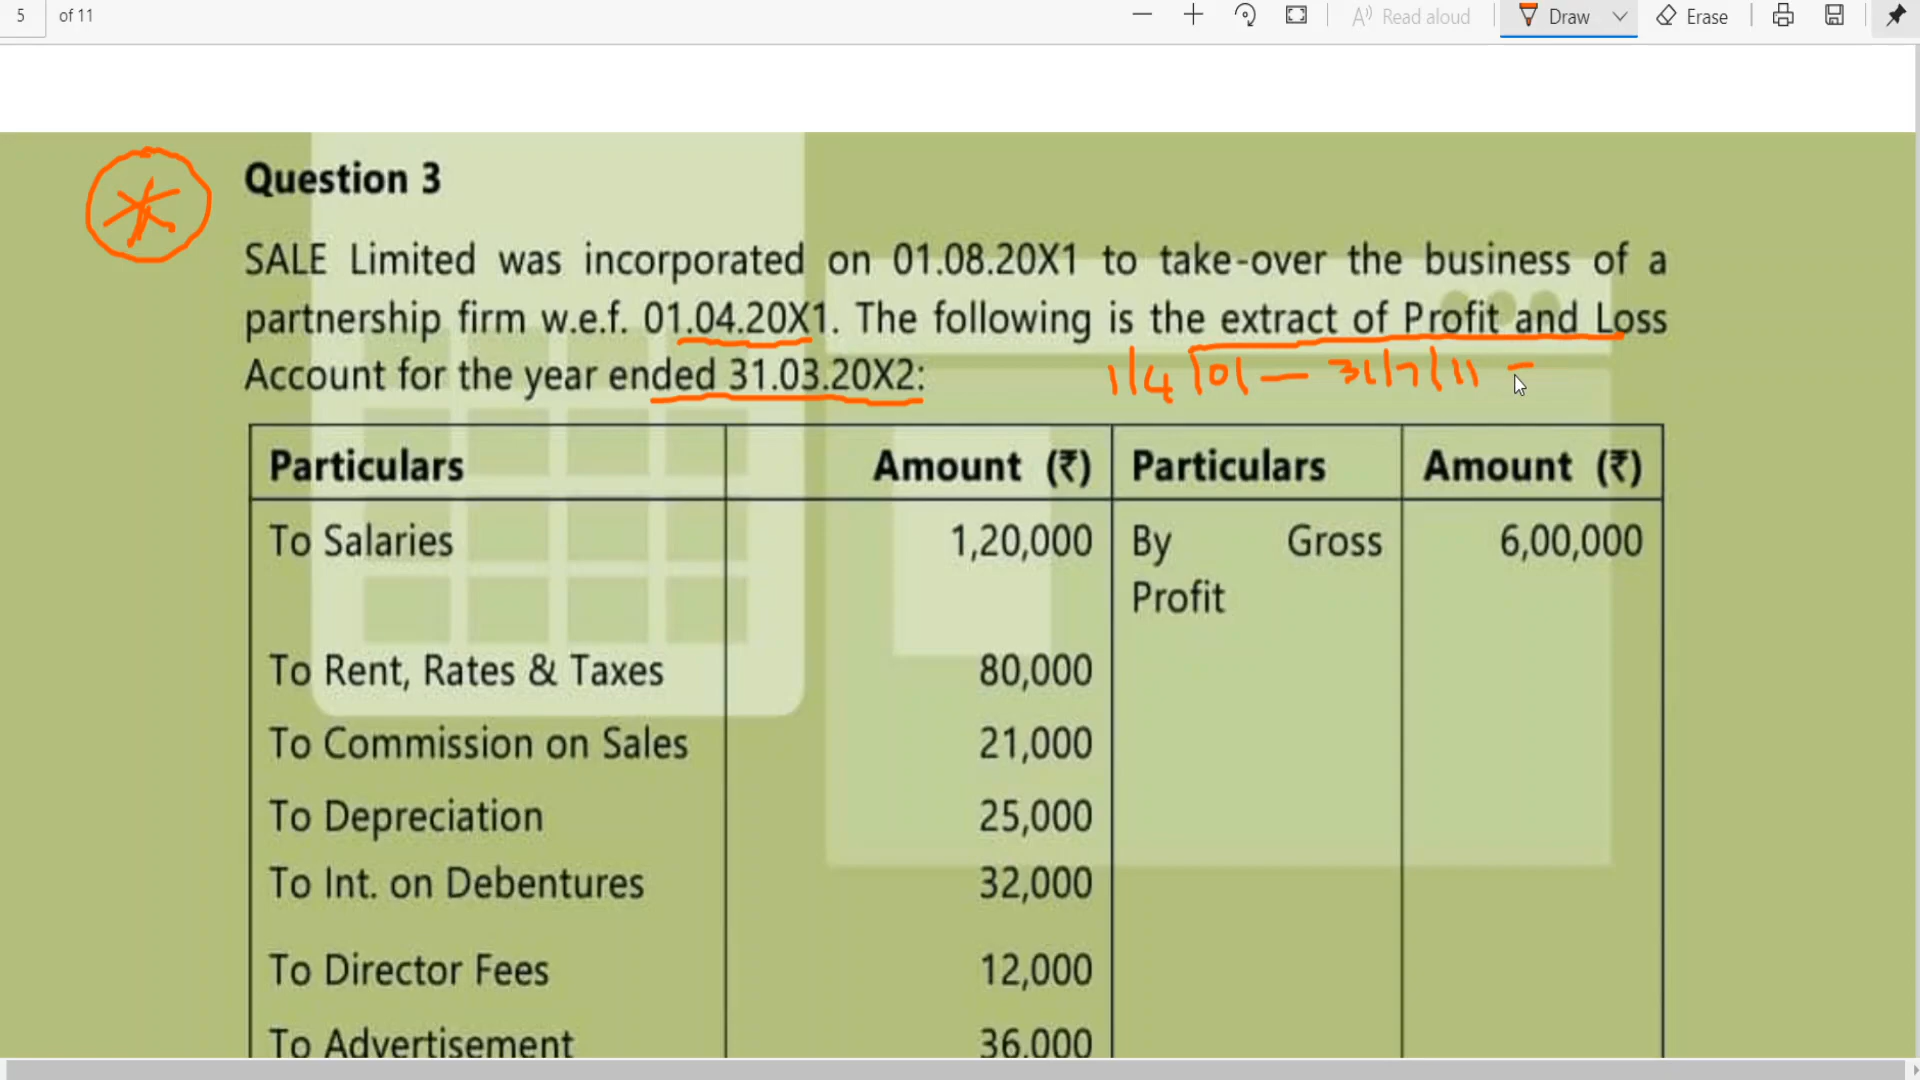 5 of 11
Read aloud Draw Erase
Question 3
SALE Limited was incorporated on 01.08.20X1 to take-over the business of a
partnership firm w.e.f. 01.04.20X1. The following is the extract of Profit and Loss
Account for the year ended 31.03.20X2:
1/4/01 — 31/7/11 -
Particulars Amount (₹) Particulars Amount (₹)
To Salaries 1,20,000 By Gross 6,00,000
Profit
To Rent, Rates & Taxes 80,000
To Commission on Sales 21,000
To Depreciation 25,000
To Int. on Debentures 32,000
To Director Fees 12,000
To Advertisement 36,000